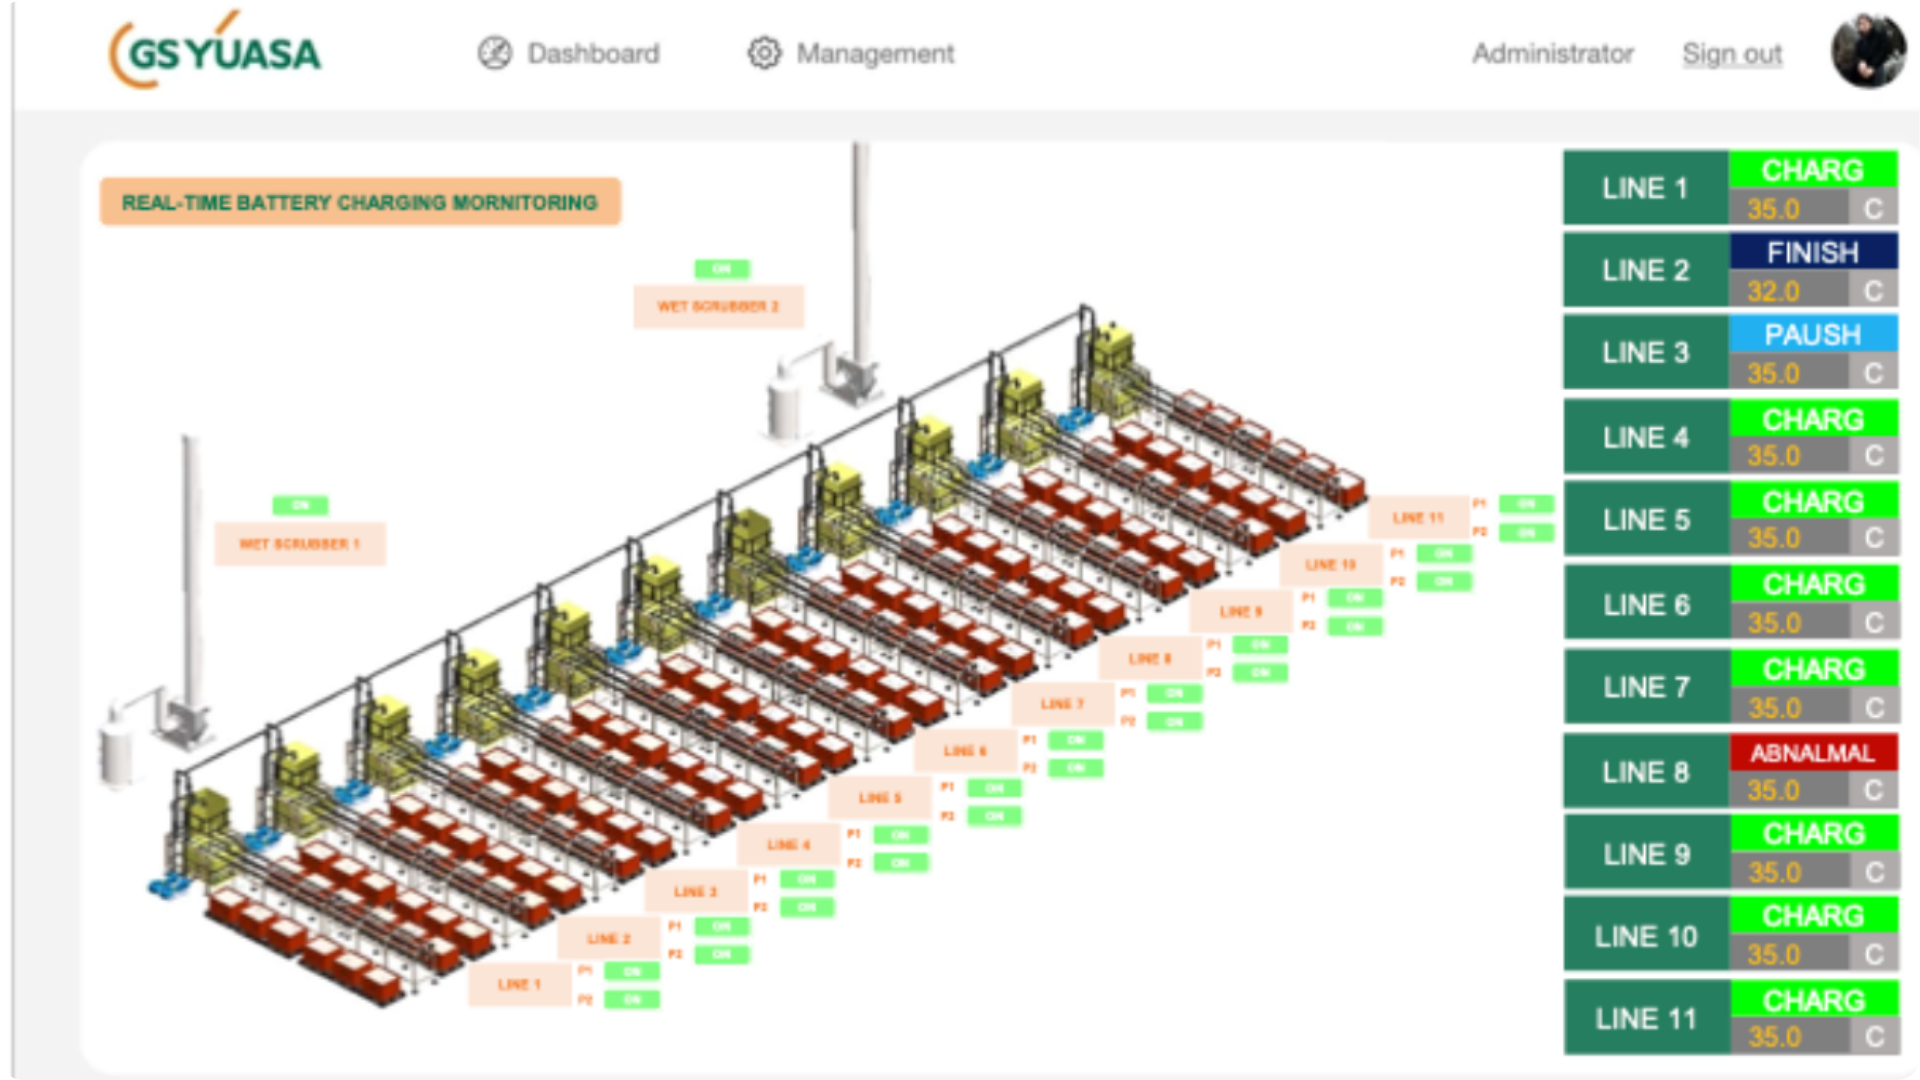 GS YUASA
Dashboard
Management
Administrator
Sign out
REAL-TIME BATTERY CHARGING MORNITORING
ON
WET SCRUBBER 2
ON
WET SCRUBBER 1
LINE 11
P1 ON
P2 ON
LINE 10
P1 ON
P2 ON
LINE 9
P1 ON
P2 ON
LINE 8
P1 ON
P2 ON
LINE 7
P1 ON
P2 ON
LINE 6
P1 ON
P2 ON
LINE 5
P1 ON
P2 ON
LINE 4
P1 ON
P2 ON
LINE 3
P1 ON
P2 ON
LINE 2
P1 ON
P2 ON
LINE 1
P1 ON
P2 ON
LINE 1
CHARG
35.0 C
LINE 2
FINISH
32.0 C
LINE 3
PAUSH
35.0 C
LINE 4
CHARG
35.0 C
LINE 5
CHARG
35.0 C
LINE 6
CHARG
35.0 C
LINE 7
CHARG
35.0 C
LINE 8
ABNALMAL
35.0 C
LINE 9
CHARG
35.0 C
LINE 10
CHARG
35.0 C
LINE 11
CHARG
35.0 C